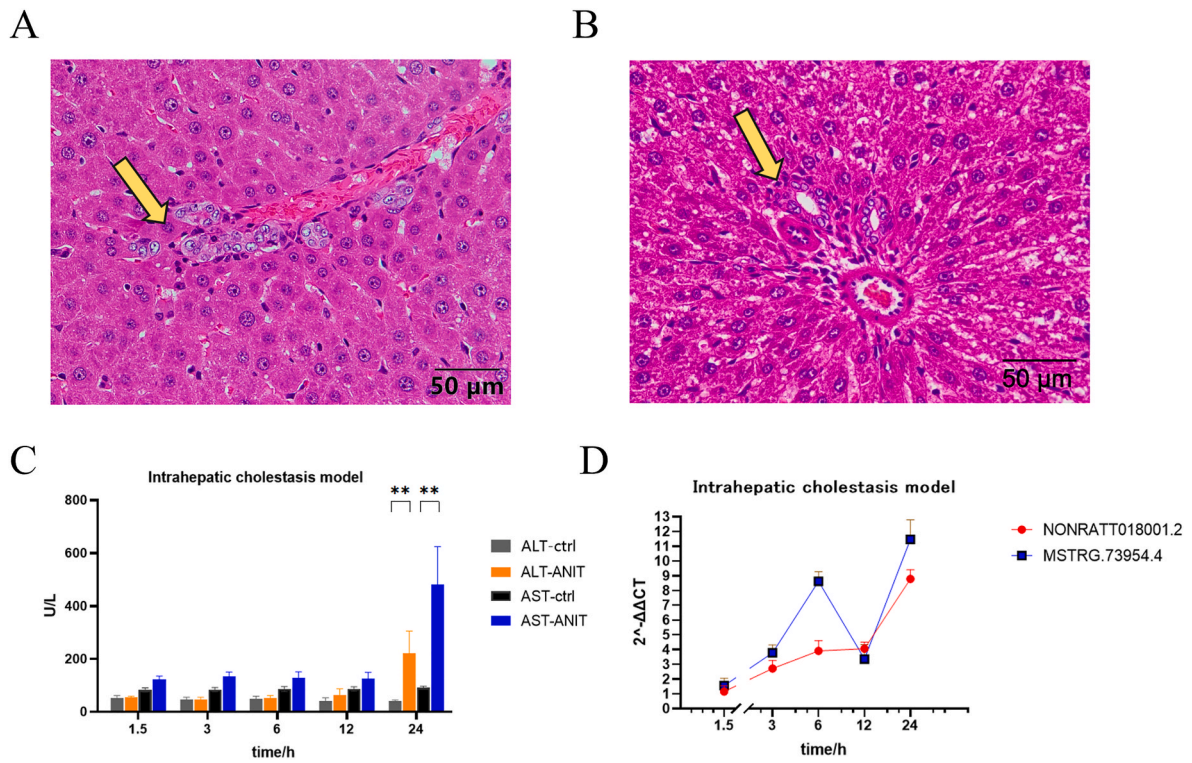 A
B
50 µm
50 µm
C
Intrahepatic cholestasis model
800
600
400
200
0
U/L
** **
1.5 3 6 12 24
time/h
ALT-ctrl
ALT-ANIT
AST-ctrl
AST-ANIT
D
Intrahepatic cholestasis model
13
12
11
10
9
8
7
6
5
4
3
2
1
0
2^-ΔΔCT
1.5 3 6 12 24
time/h
NONRATT018001.2
MSTRG.73954.4